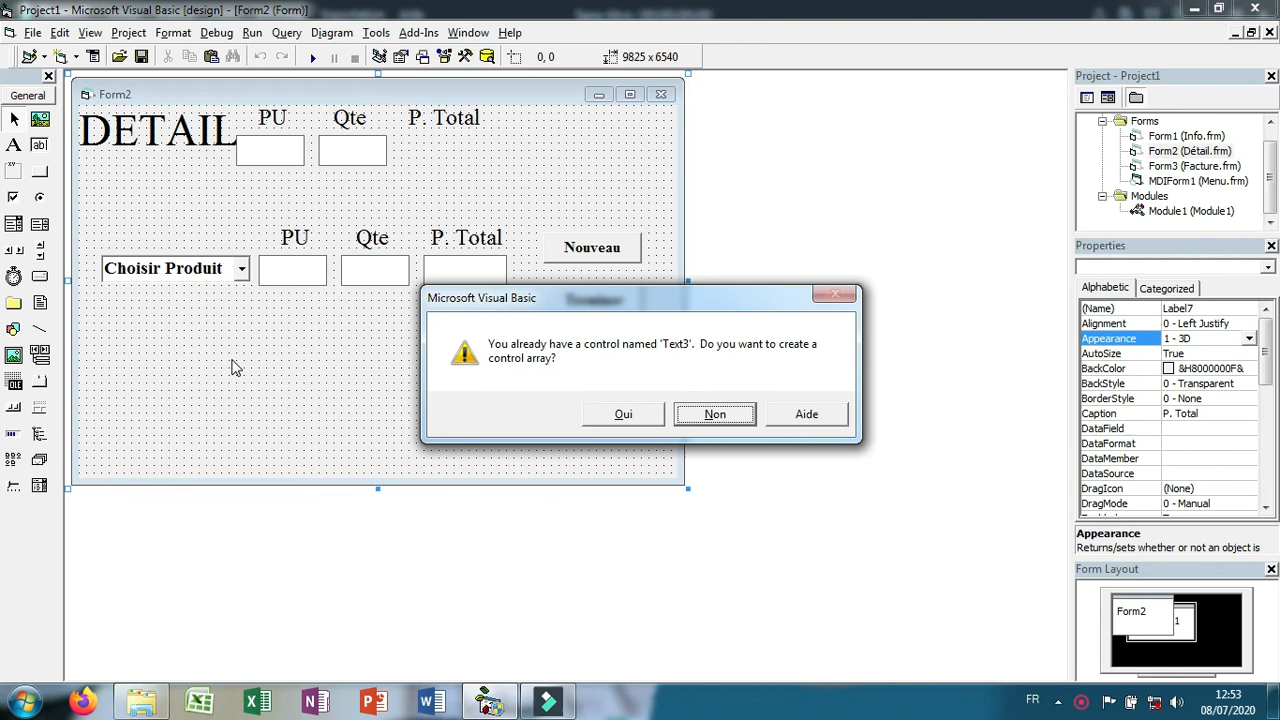 Project1 - Microsoft Visual Basic [design] - [Form2 (Form)]
File Edit View Project Format Debug Run Query Diagram Tools Add-Ins Window Help
0, 0 9825 x 6540
General
Form2
DETAIL
PU Qte P. Total
PU Qte P. Total
Choisir Produit
Nouveau
Terminer
Microsoft Visual Basic
You already have a control named 'Text3'. Do you want to create a
control array?
Oui Non Aide
Project - Project1
Forms
Form1 (Info.frm)
Form2 (Détail.frm)
Form3 (Facture.frm)
MDIForm1 (Menu.frm)
Modules
Module1 (Module1)
Properties
Alphabetic Categorized
(Name) Label7
Alignment 0 - Left Justify
Appearance 1 - 3D
AutoSize True
BackColor &H8000000F&
BackStyle 0 - Transparent
BorderStyle 0 - None
Caption P. Total
DataField
DataFormat
DataMember
DataSource
DragIcon (None)
DragMode 0 - Manual
Appearance
Returns/sets whether or not an object is
Form Layout
Form2
1
FR
12:53
08/07/2020